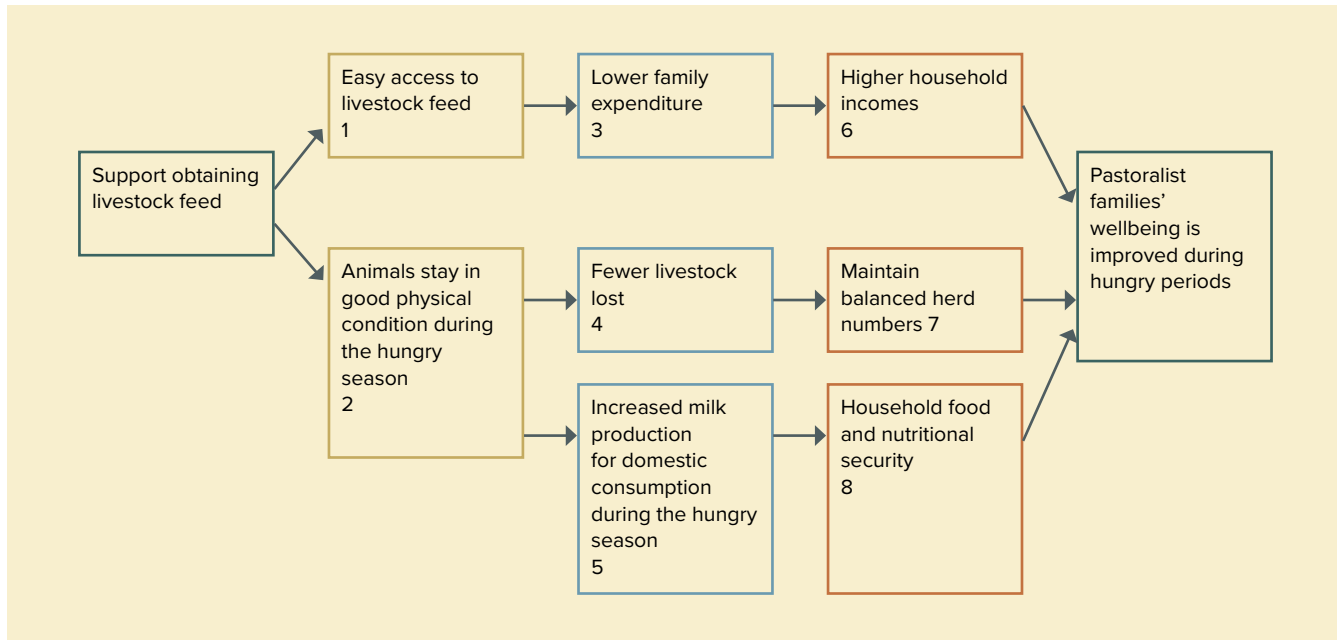 Support obtaining
livestock feed
Easy access to
livestock feed
1
Lower family
expenditure
3
Higher household
incomes
6
Animals stay in
good physical
condition during
the hungry
season
2
Fewer livestock
lost
4
Maintain
balanced herd
numbers 7
Increased milk
production
for domestic
consumption
during the hungry
season
5
Household food
and nutritional
security
8
Pastoralist
families’
wellbeing is
improved during
hungry periods